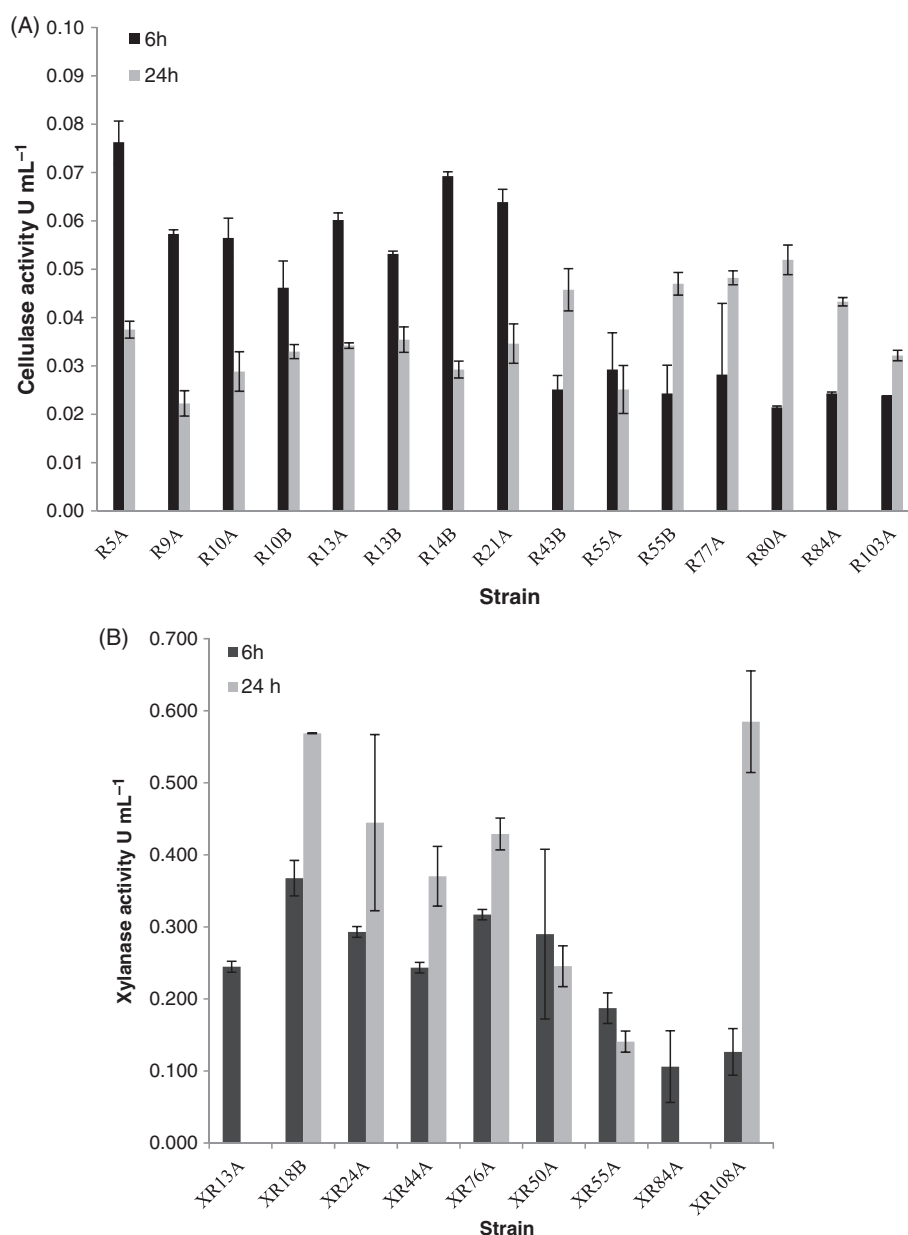 (A)
0.10
0.09
0.08
0.07
0.06
0.05
0.04
0.03
0.02
0.01
0.00
Cellulase activity U mL⁻¹
6h
24h
R5A
R9A
R10A
R10B
R13A
R13B
R14B
R21A
R43B
R55A
R55B
R77A
R80A
R84A
R103A
Strain
(B)
0.700
0.600
0.500
0.400
0.300
0.200
0.100
0.000
Xylanase activity U mL⁻¹
6h
24 h
XR13A
XR18B
XR24A
XR44A
XR76A
XR50A
XR55A
XR84A
XR108A
Strain